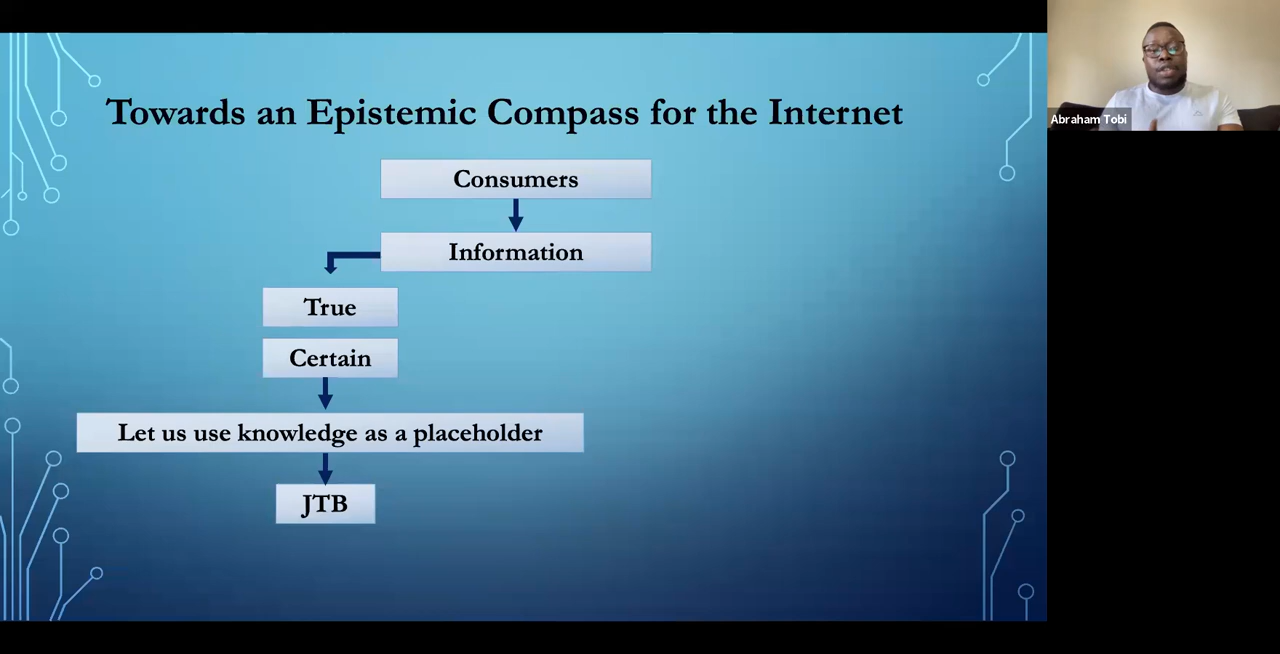 Towards an Epistemic Compass for the Internet
Consumers
Information
True
Certain
Let us use knowledge as a placeholder
JTB
Abraham Tobi